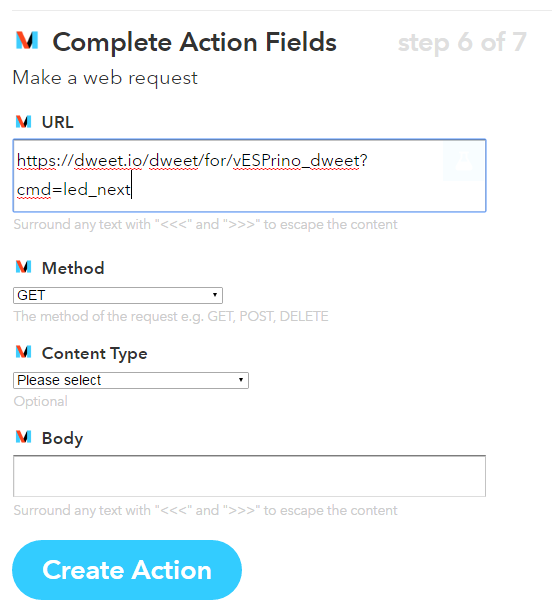 Complete Action Fields step 6 of 7
Make a web request
URL
https://dweet.io/dweet/for/vESPrino_dweet?
cmd=led_next
Surround any text with "<<<" and ">>>" to escape the content
Method
GET
The method of the request e.g. GET, POST, DELETE
Content Type
Please select
Optional
Body
Surround any text with "<<<" and ">>>" to escape the content
Create Action